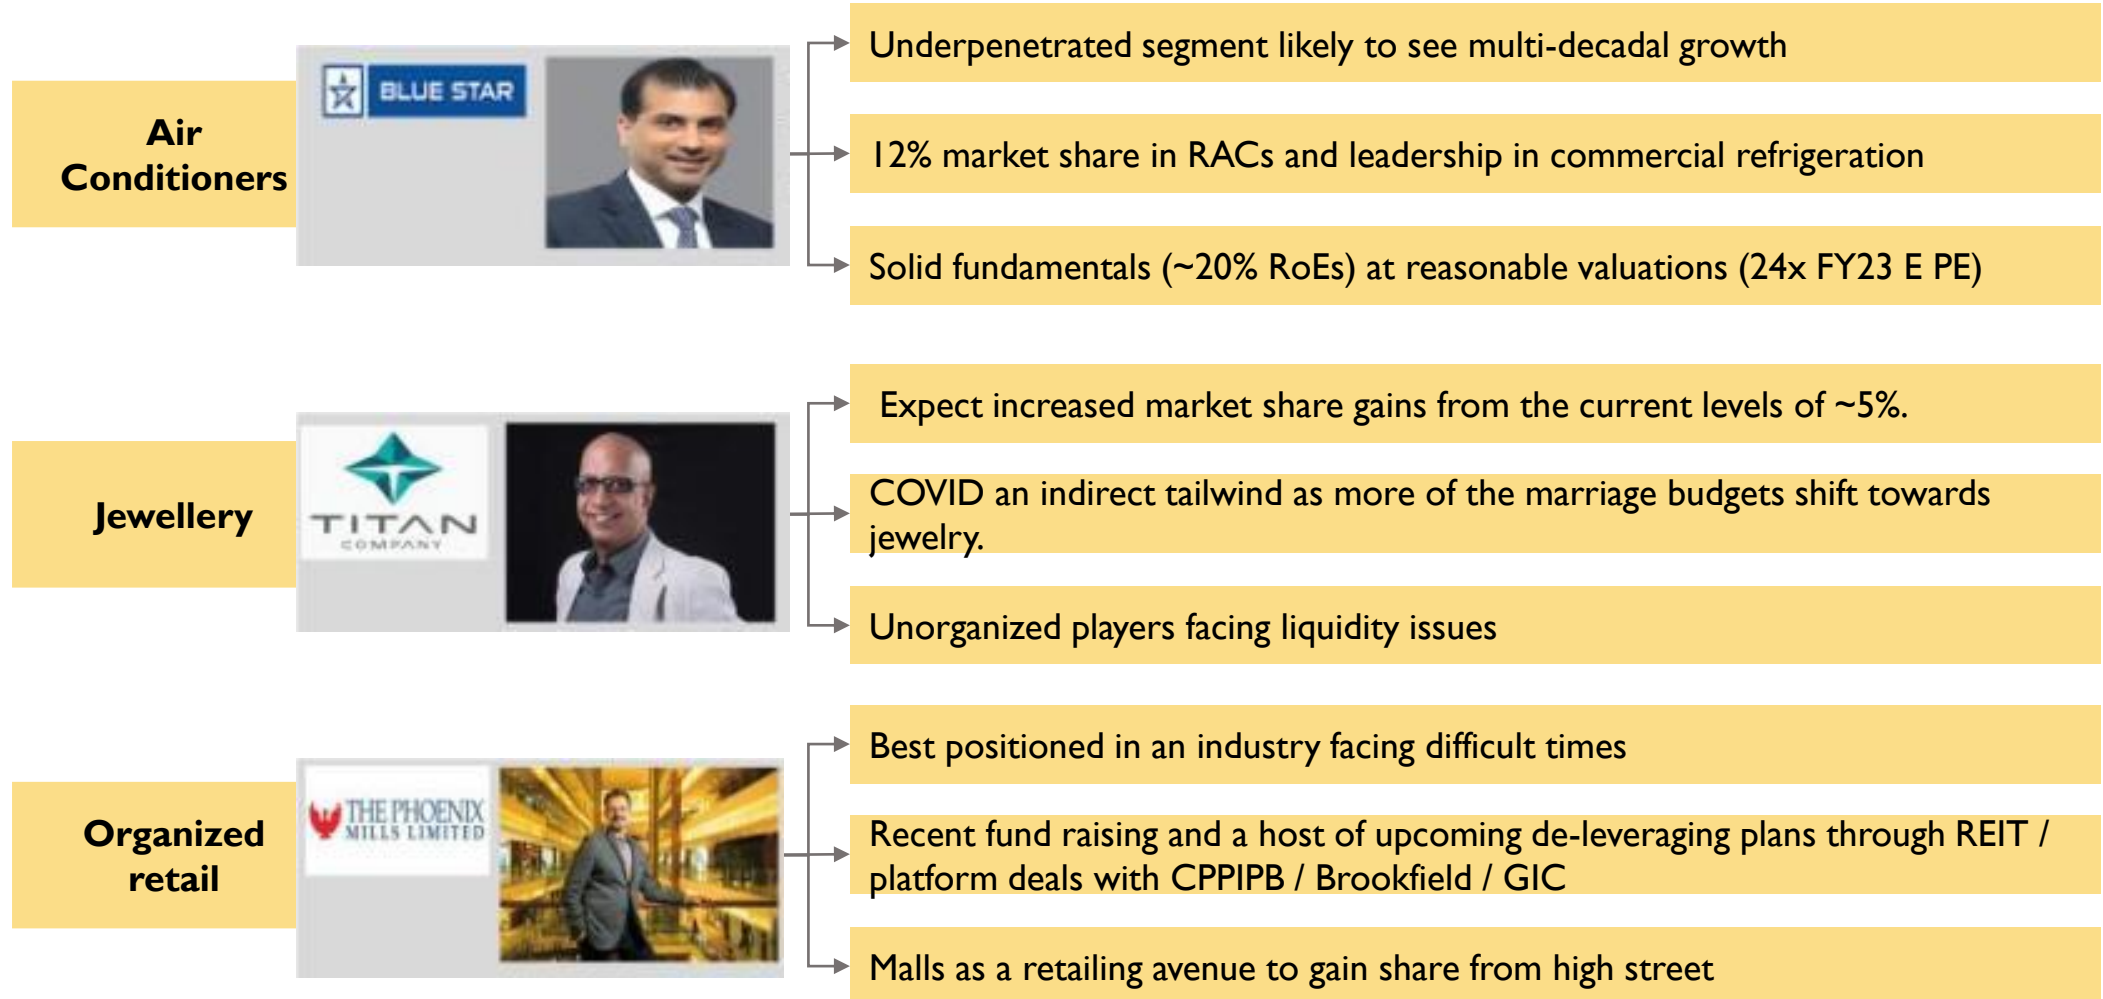 Air
Conditioners
BLUE STAR
Underpenetrated segment likely to see multi-decadal growth
12% market share in RACs and leadership in commercial refrigeration
Solid fundamentals (~20% RoEs) at reasonable valuations (24x FY23 E PE)
Jewellery
TITAN
COMPANY
Expect increased market share gains from the current levels of ~5%.
COVID an indirect tailwind as more of the marriage budgets shift towards
jewelry.
Unorganized players facing liquidity issues
Organized
retail
THE PHOENIX
MILLS LIMITED
Best positioned in an industry facing difficult times
Recent fund raising and a host of upcoming de-leveraging plans through REIT /
platform deals with CPPIPB / Brookfield / GIC
Malls as a retailing avenue to gain share from high street